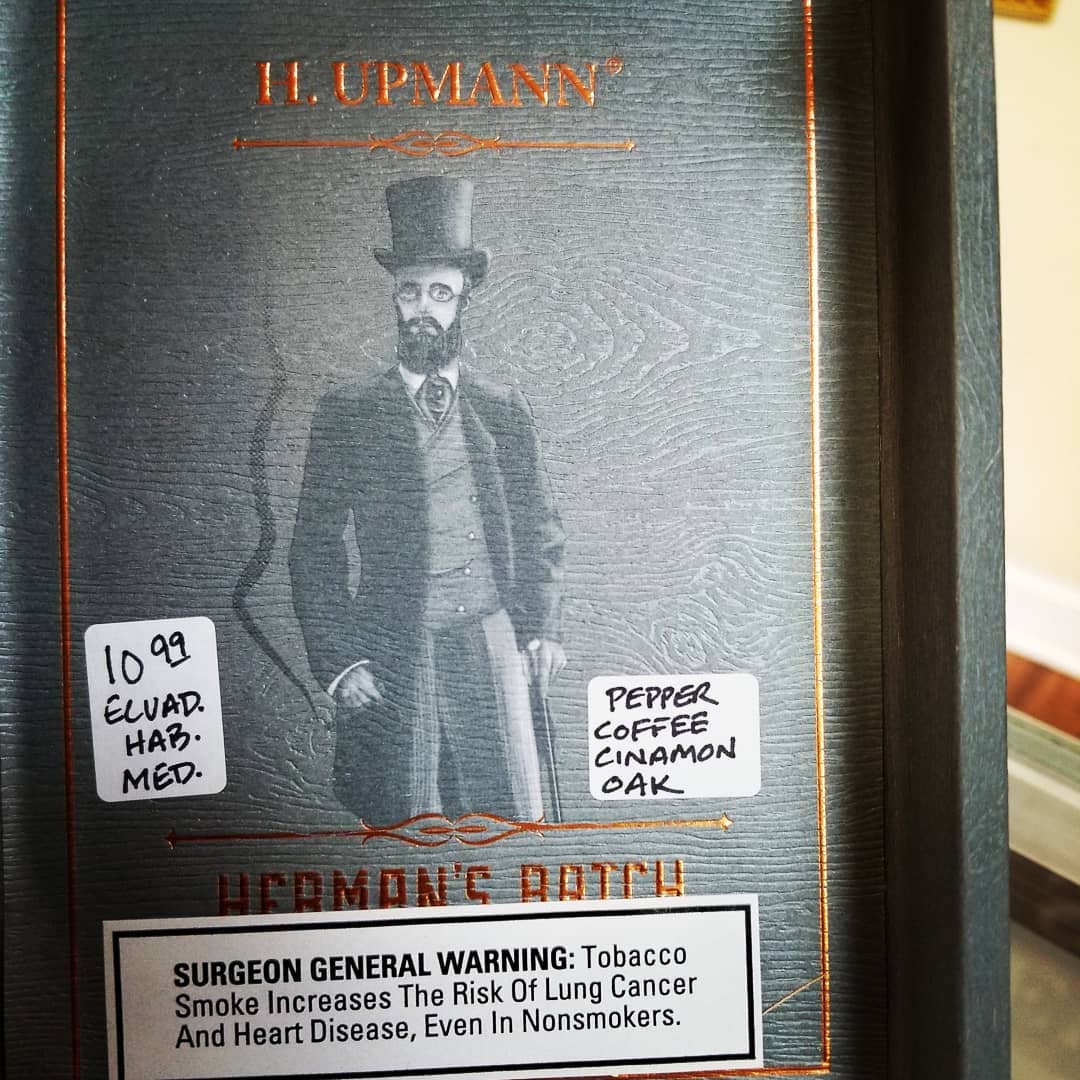 H. UPMANN®
10 99
ECUAD.
HAB.
MED.
PEPPER
COFFEE
CINAMON
OAK
HERMAN'S BATCH
SURGEON GENERAL WARNING: Tobacco
Smoke Increases The Risk Of Lung Cancer
And Heart Disease, Even In Nonsmokers.